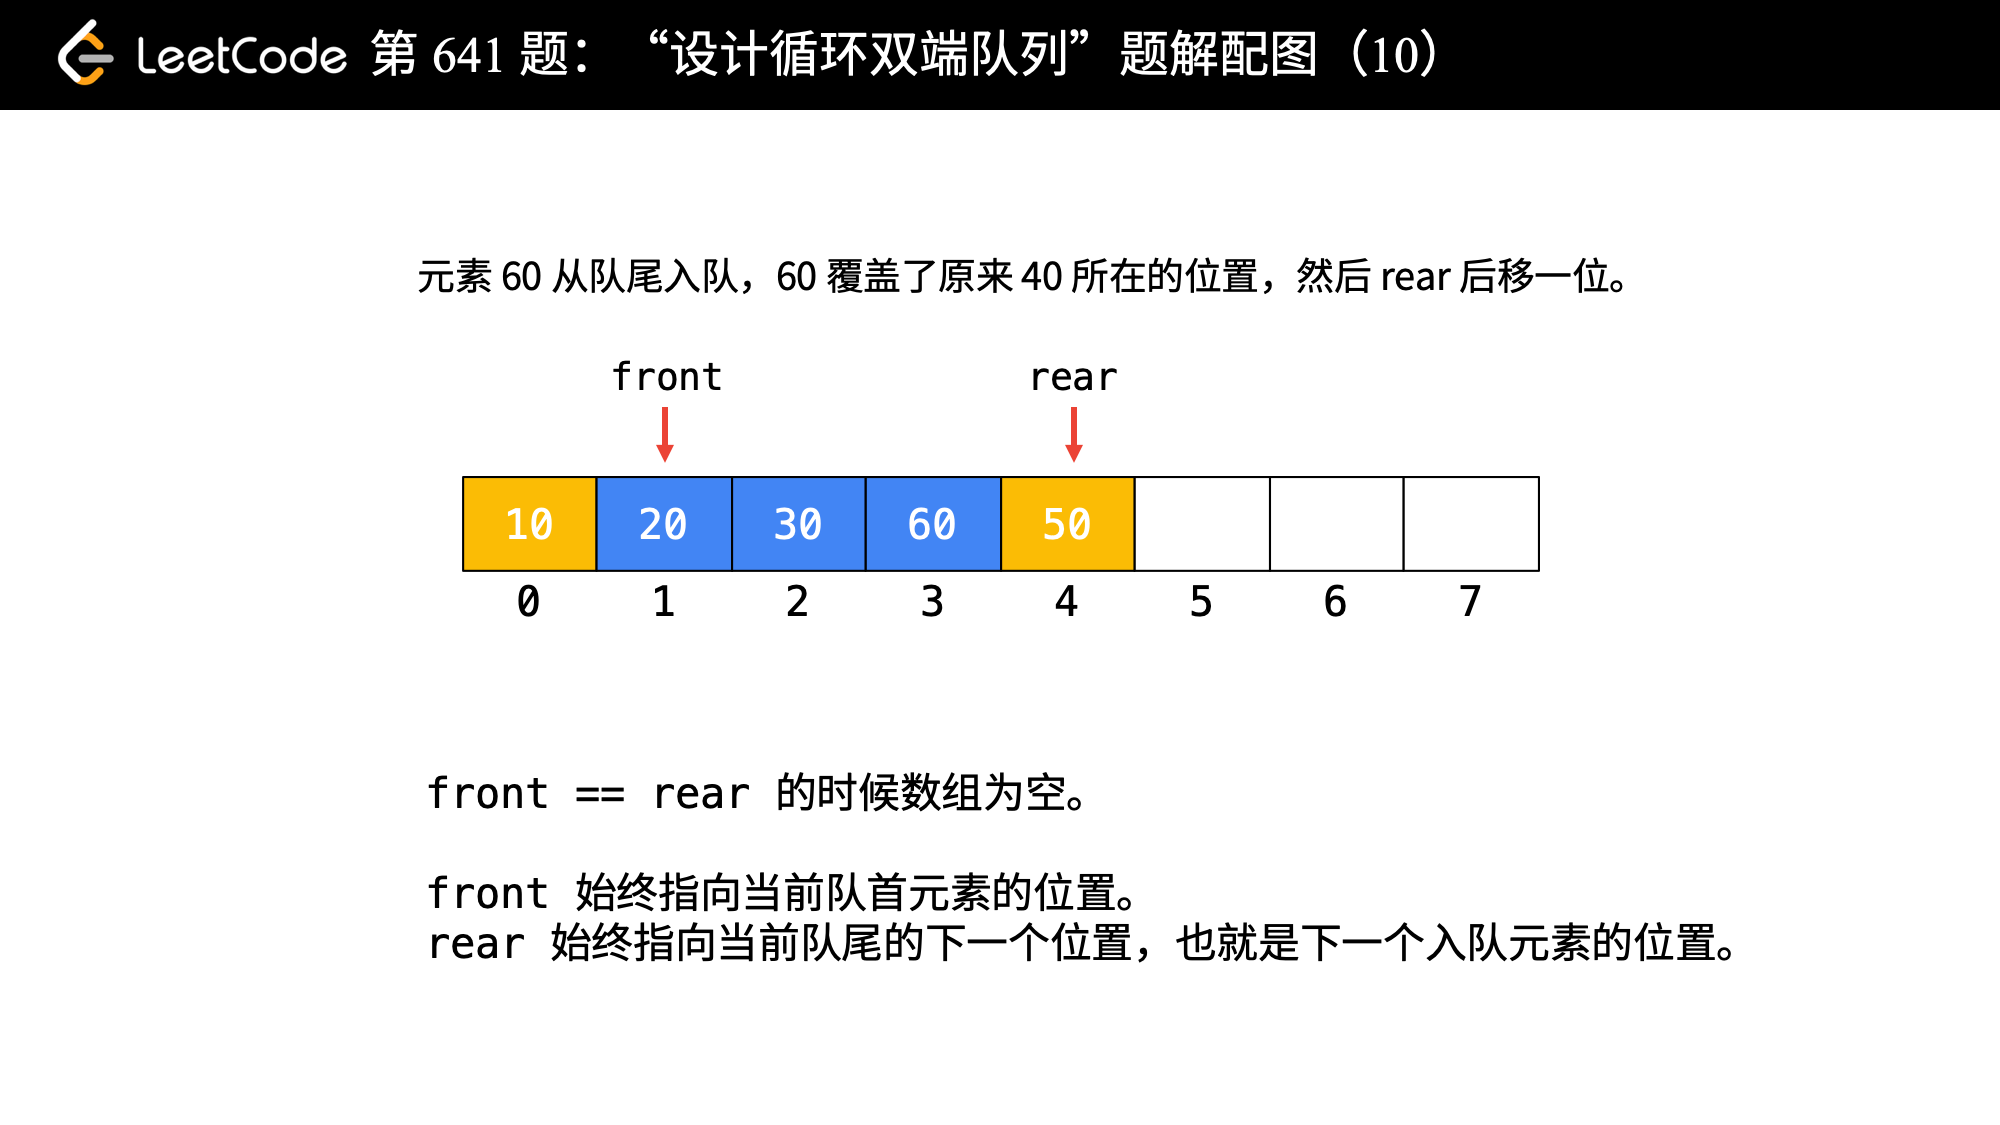 LeetCode 第 641 题：“设计循环双端队列”题解配图（10）
元素 60 从队尾入队，60 覆盖了原来 40 所在的位置，然后 rear 后移一位。
front rear
10 20 30 60 50
0 1 2 3 4 5 6 7
front == rear 的时候数组为空。
front 始终指向当前队首元素的位置。
rear 始终指向当前队尾的下一个位置，也就是下一个入队元素的位置。